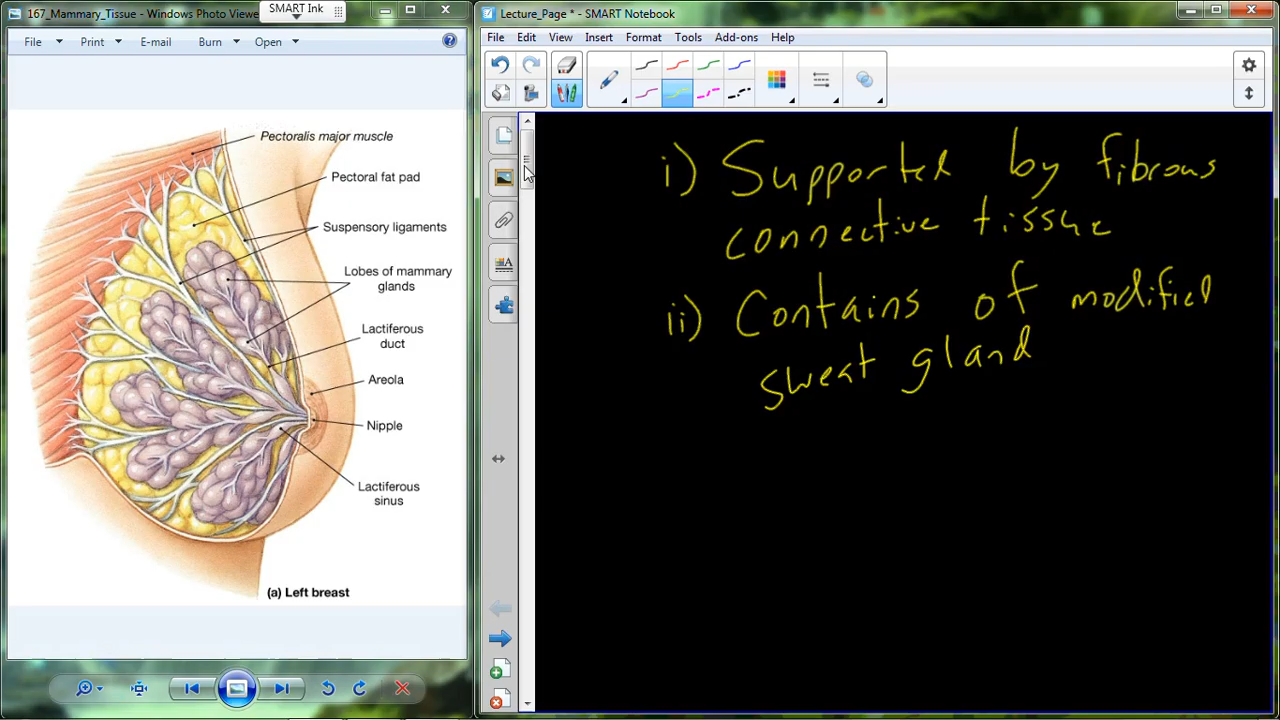 167_Mammary_Tissue - Windows Photo Viewe
SMART Ink
File Print E-mail Burn Open
Pectoralis major muscle
Pectoral fat pad
Suspensory ligaments
Lobes of mammary
glands
Lactiferous
duct
Areola
Nipple
Lactiferous
sinus
(a) Left breast
Lecture_Page * - SMART Notebook
File Edit View Insert Format Tools Add-ons Help
i) Supported by fibrous
connective tissue
ii) Contains of modified
sweat gland